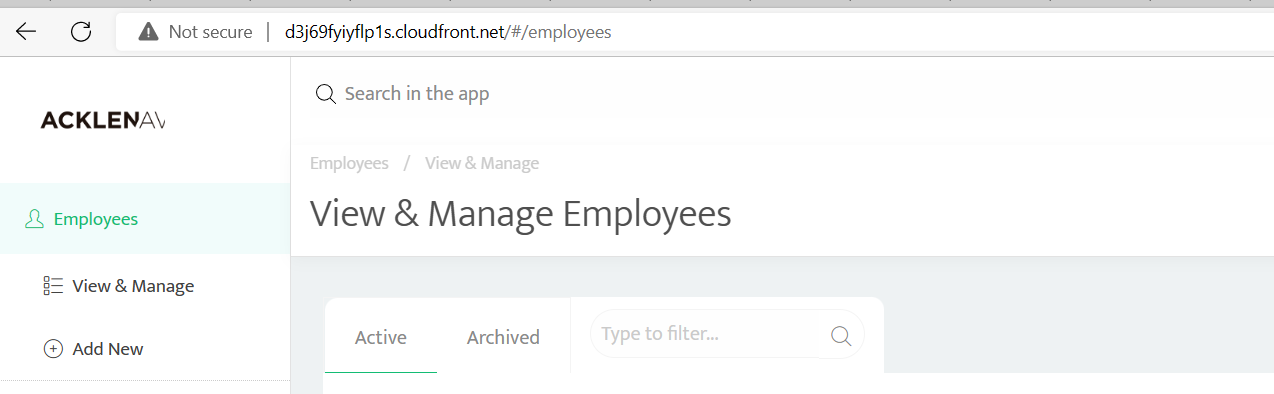 Not secure | d3j69fyiyflp1s.cloudfront.net/#/employees
Search in the app
ACKLENAV
Employees / View & Manage
View & Manage Employees
Employees
View & Manage
Add New
Active Archived Type to filter...